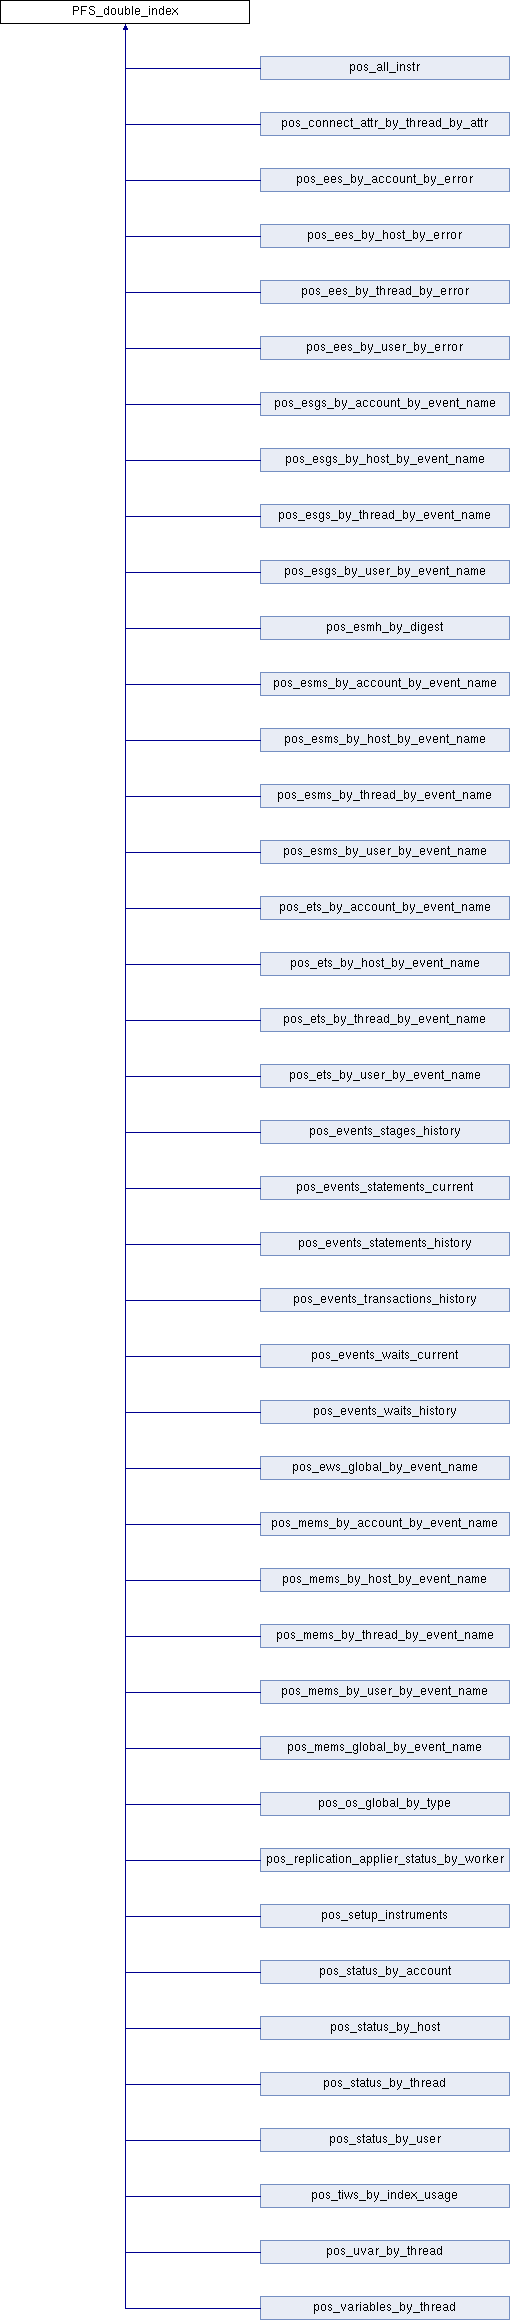 PFS_double_index
pos_all_instr
pos_connect_attr_by_thread_by_attr
pos_ees_by_account_by_error
pos_ees_by_host_by_error
pos_ees_by_thread_by_error
pos_ees_by_user_by_error
pos_esgs_by_account_by_event_name
pos_esgs_by_host_by_event_name
pos_esgs_by_thread_by_event_name
pos_esgs_by_user_by_event_name
pos_esmh_by_digest
pos_esms_by_account_by_event_name
pos_esms_by_host_by_event_name
pos_esms_by_thread_by_event_name
pos_esms_by_user_by_event_name
pos_ets_by_account_by_event_name
pos_ets_by_host_by_event_name
pos_ets_by_thread_by_event_name
pos_ets_by_user_by_event_name
pos_events_stages_history
pos_events_statements_current
pos_events_statements_history
pos_events_transactions_history
pos_events_waits_current
pos_events_waits_history
pos_ews_global_by_event_name
pos_mems_by_account_by_event_name
pos_mems_by_host_by_event_name
pos_mems_by_thread_by_event_name
pos_mems_by_user_by_event_name
pos_mems_global_by_event_name
pos_os_global_by_type
pos_replication_applier_status_by_worker
pos_setup_instruments
pos_status_by_account
pos_status_by_host
pos_status_by_thread
pos_status_by_user
pos_tiws_by_index_usage
pos_uvar_by_thread
pos_variables_by_thread